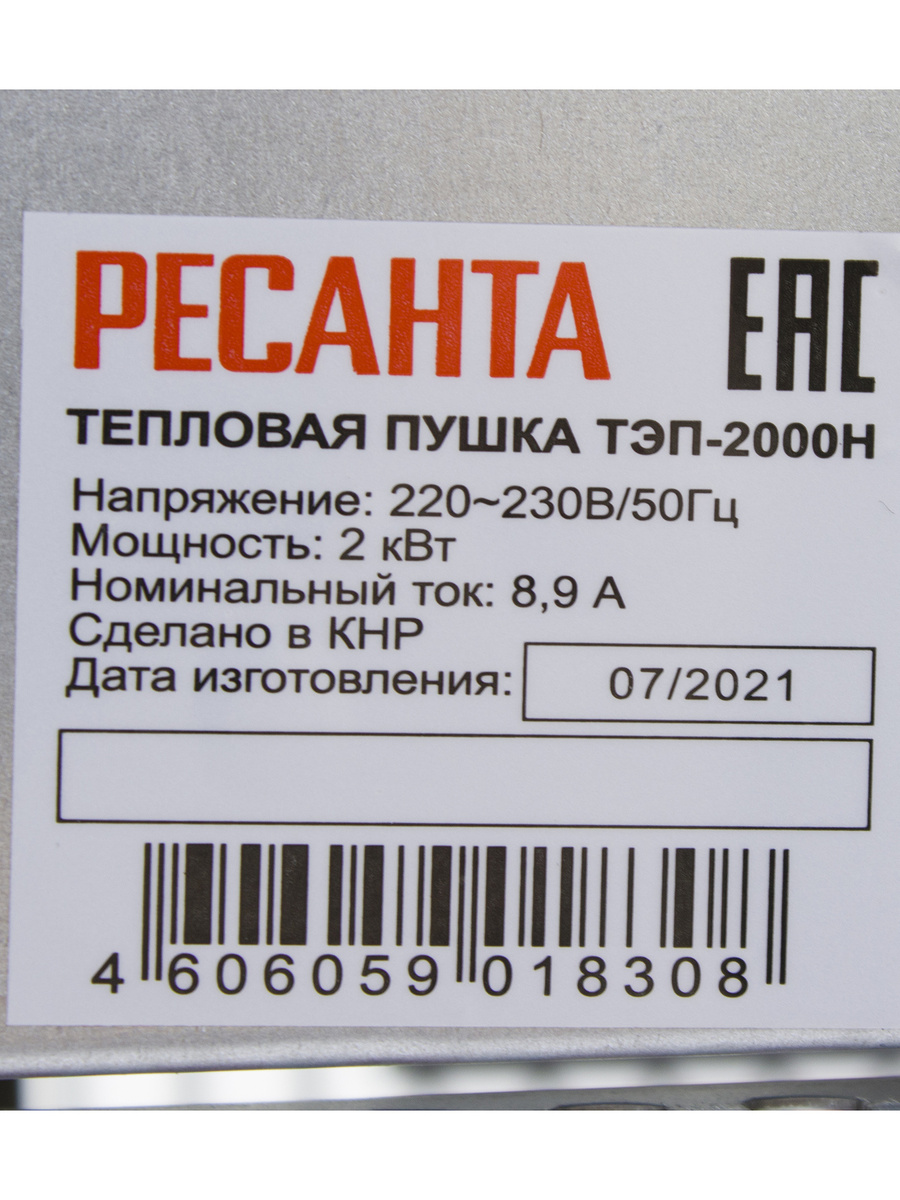 РЕСАНТА EAC
ТЕПЛОВАЯ ПУШКА ТЭП-2000Н
Напряжение: 220~230В/50Гц
Мощность: 2 кВт
Номинальный ток: 8,9 А
Сделано в КНР
Дата изготовления: 07/2021
4 606059 018308